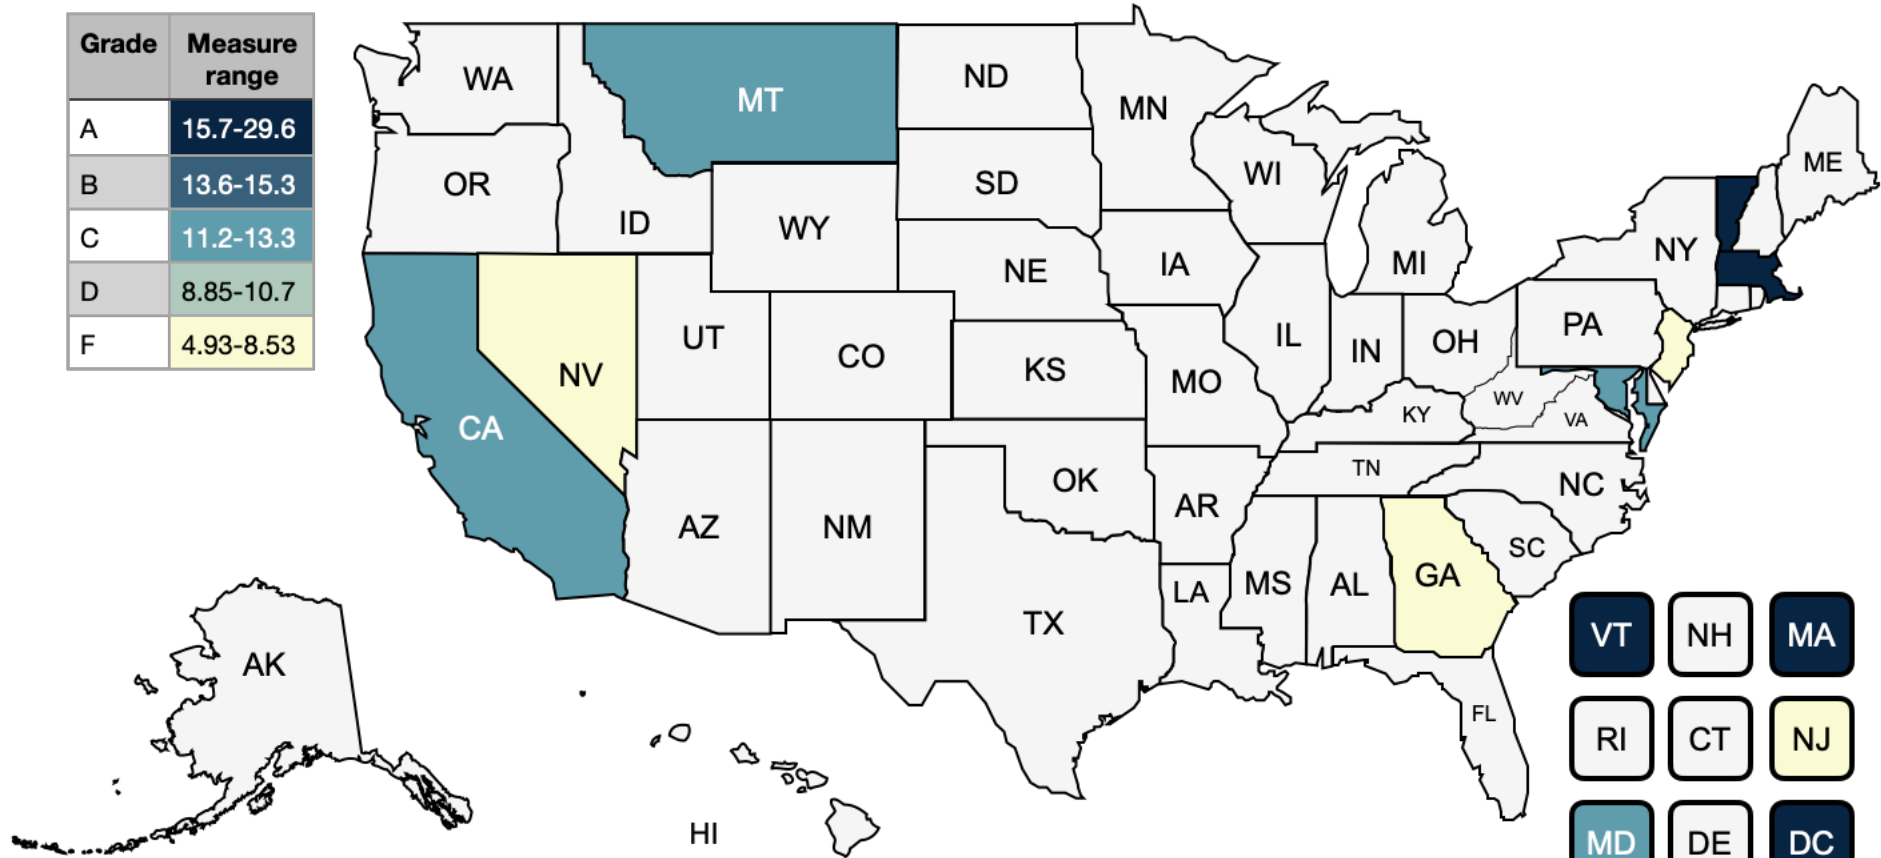 Grade Measure range
A 15.7-29.6
B 13.6-15.3
C 11.2-13.3
D 8.85-10.7
F 4.93-8.53
WA
MT
ND
MN
OR
ID
WY
SD
WI
ME
NY
MI
IA
NE
NV
UT
CO
KS
MO
IL
IN
OH
PA
WV
VA
KY
CA
TN
NC
OK
AR
AZ
NM
SC
MS
AL
GA
LA
TX
FL
AK
HI
VT NH MA
RI CT NJ
MD DE DC